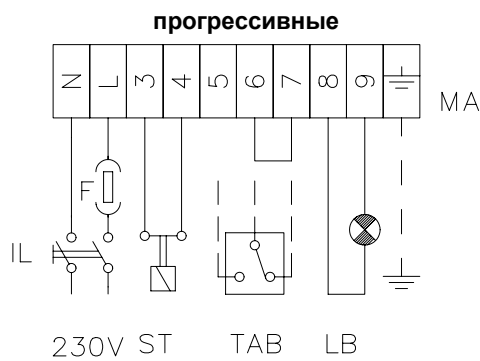 прогрессивные
N L 3 4 5 6 7 8 9
MA
F
IL
230V ST TAB LB